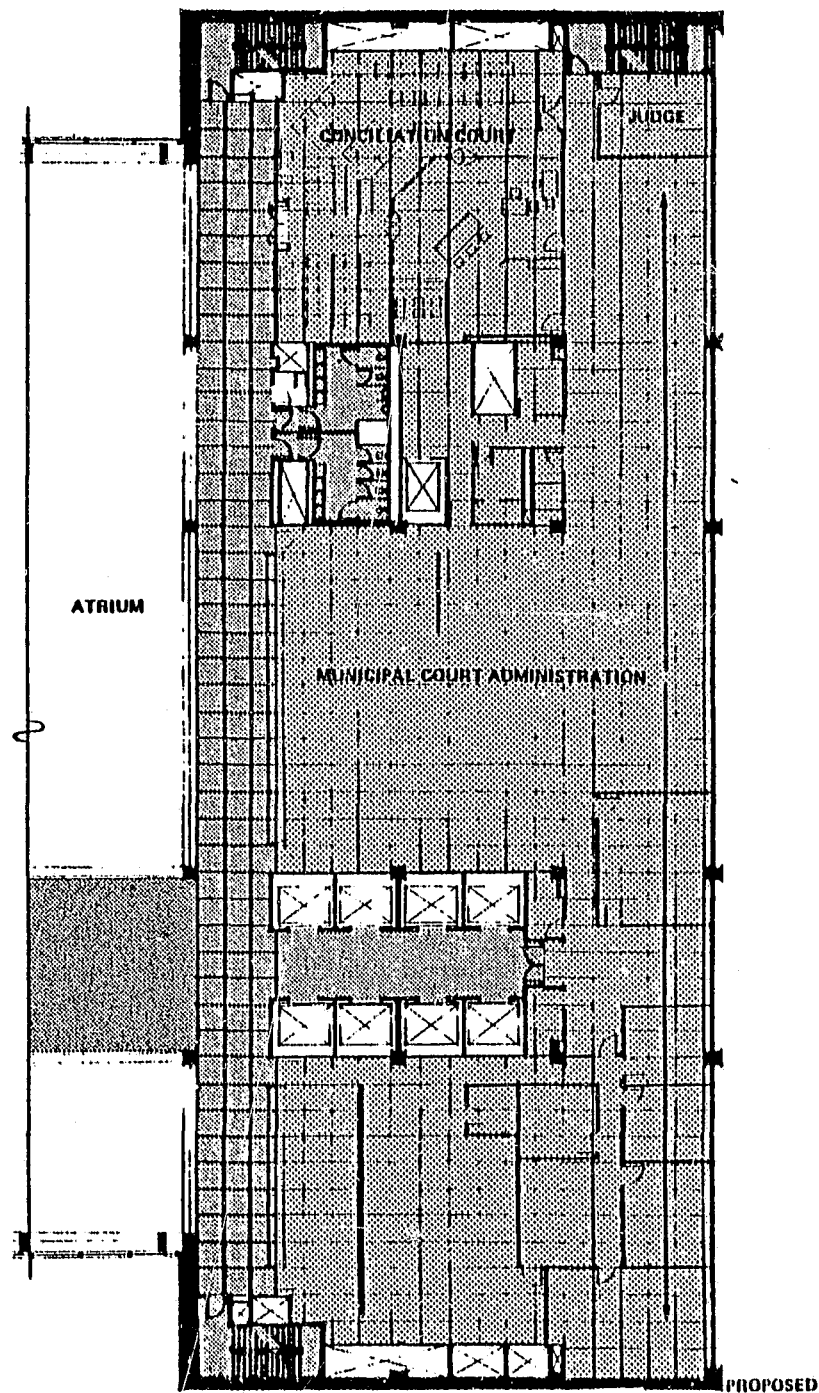 JUDGE
CONCILIATION COURT
ATRIUM
MUNICIPAL COURT ADMINISTRATION
PROPOSED